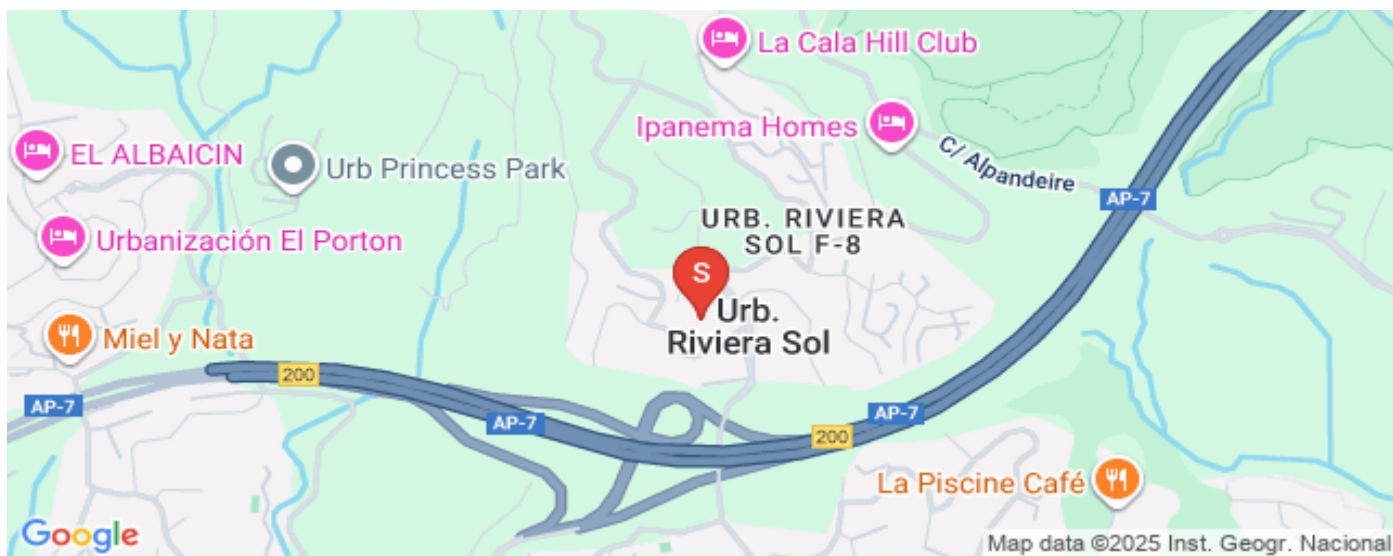 La Cala Hill Club
Ipanema Homes
C/ Alpandeire
EL ALBAICIN
Urb Princess Park
AP-7
URB. RIVIERA
SOL F-8
Urbanización El Porton
S
Urb.
Riviera Sol
Miel y Nata
200
AP-7
AP-7
AP-7
200
La Piscine Café
Google
Map data ©2025 Inst. Geogr. Nacional